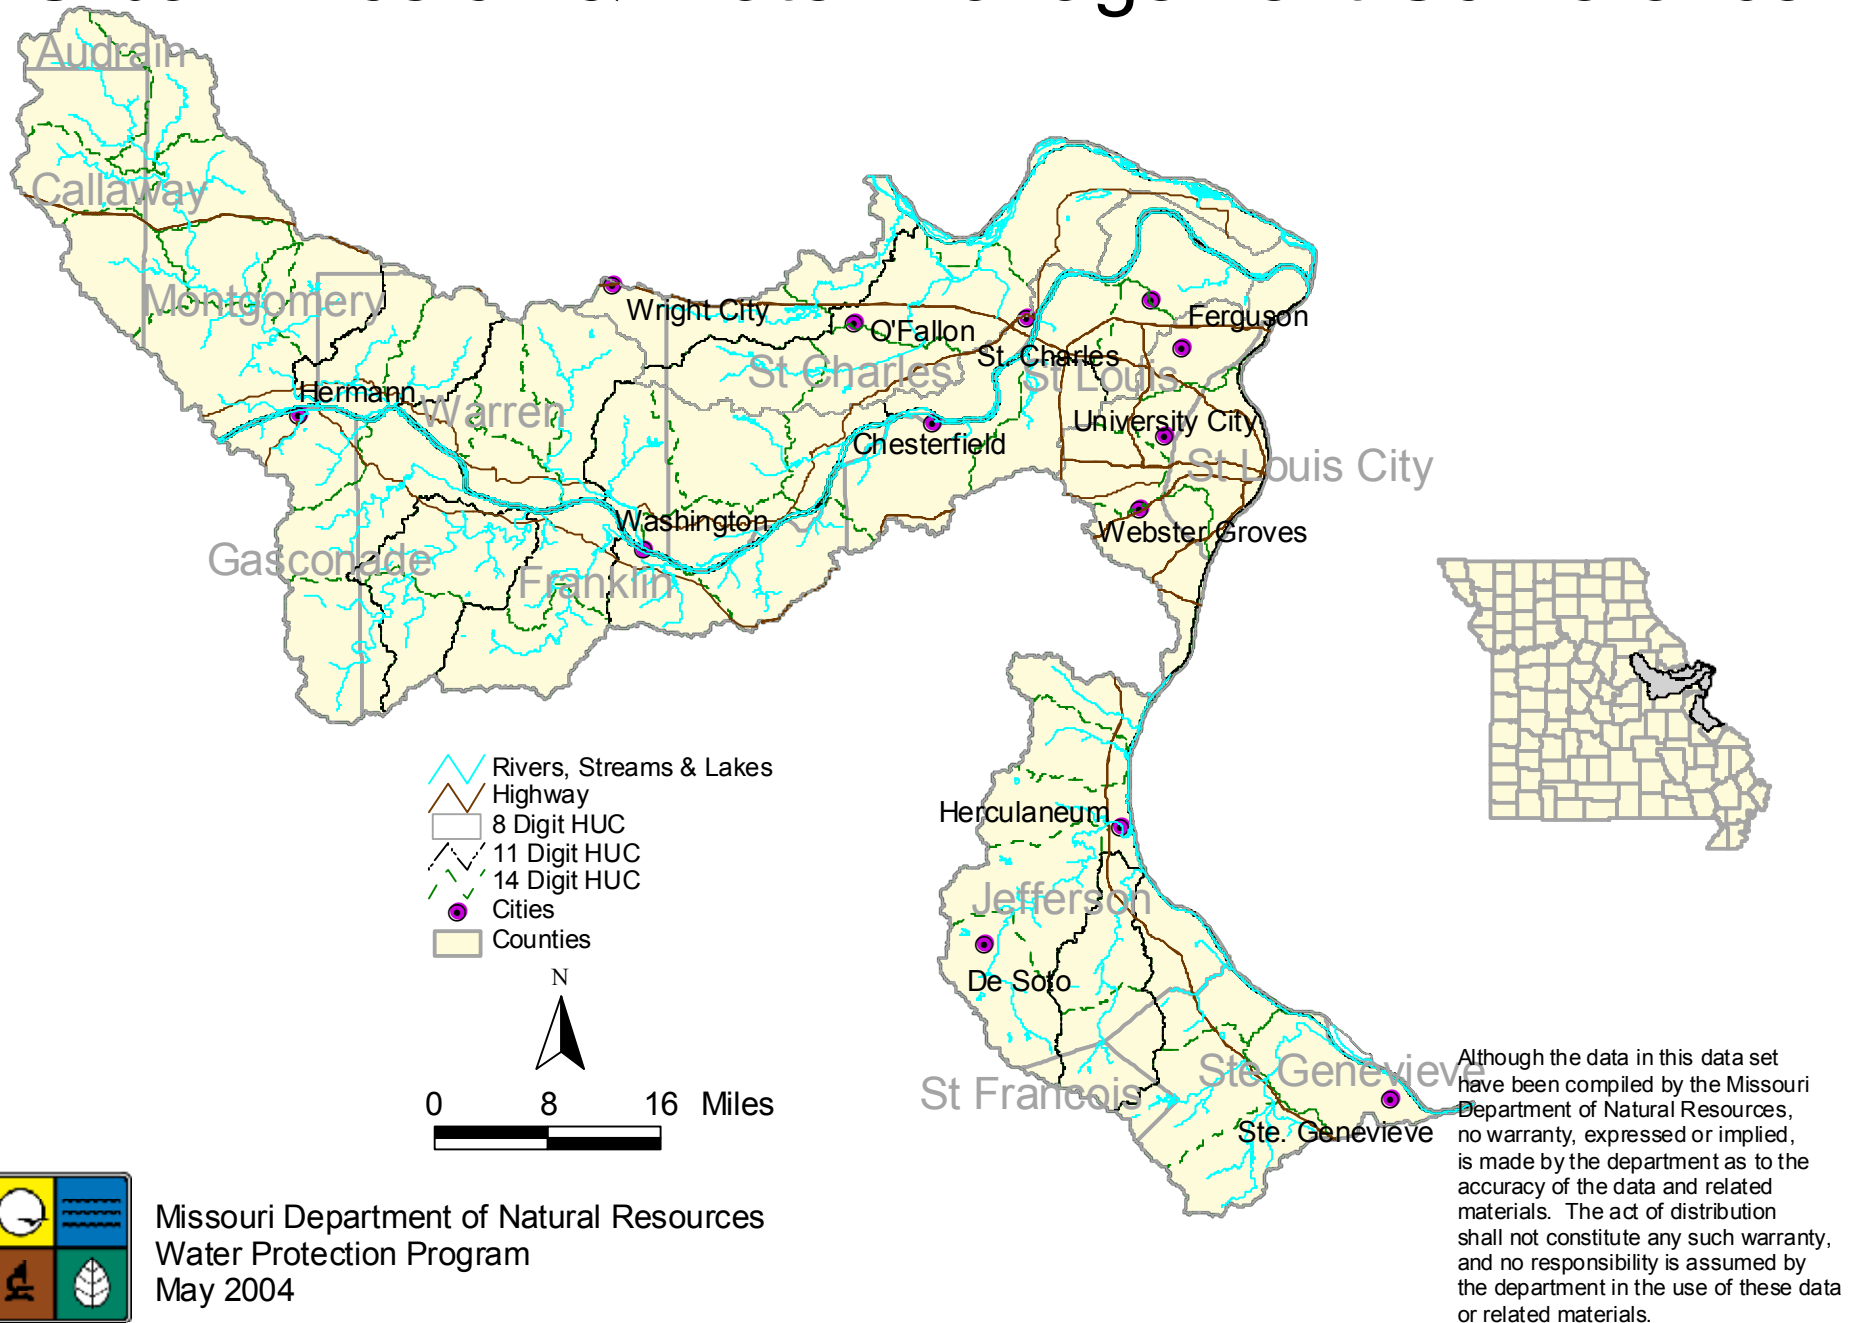 Audrain
Callaway
Montgomery
Wright City
O'Fallon
Ferguson
St. Charles
St Charles
St Louis
Hermann
Warren
University City
Chesterfield
St Louis City
Washington
Webster Groves
Gasconade
Franklin
Rivers, Streams & Lakes
Highway
8 Digit HUC
11 Digit HUC
14 Digit HUC
Cities
Counties
N
0 8 16 Miles
Herculaneum
Jefferson
De Soto
St Francois
Ste Genevieve
Ste. Genevieve
Although the data in this data set
have been compiled by the Missouri
Department of Natural Resources,
no warranty, expressed or implied,
is made by the department as to the
accuracy of the data and related
materials. The act of distribution
shall not constitute any such warranty,
and no responsibility is assumed by
the department in the use of these data
or related materials.
Missouri Department of Natural Resources
Water Protection Program
May 2004